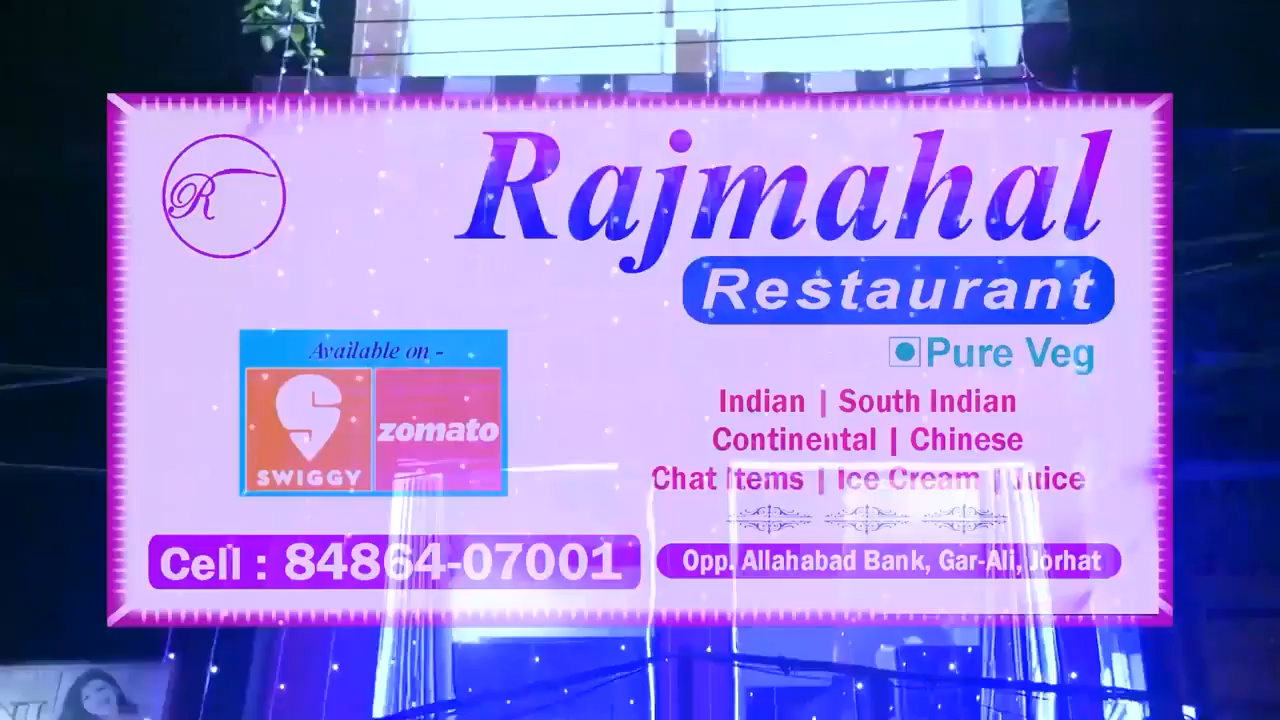 R
Rajmahal
Restaurant
Pure Veg
Available on -
SWIGGY
zomato
Indian | South Indian
Continental | Chinese
Chat Items | Ice Cream | Juice
Cell : 84864-07001
Opp. Allahabad Bank, Gar-Ali, Jorhat